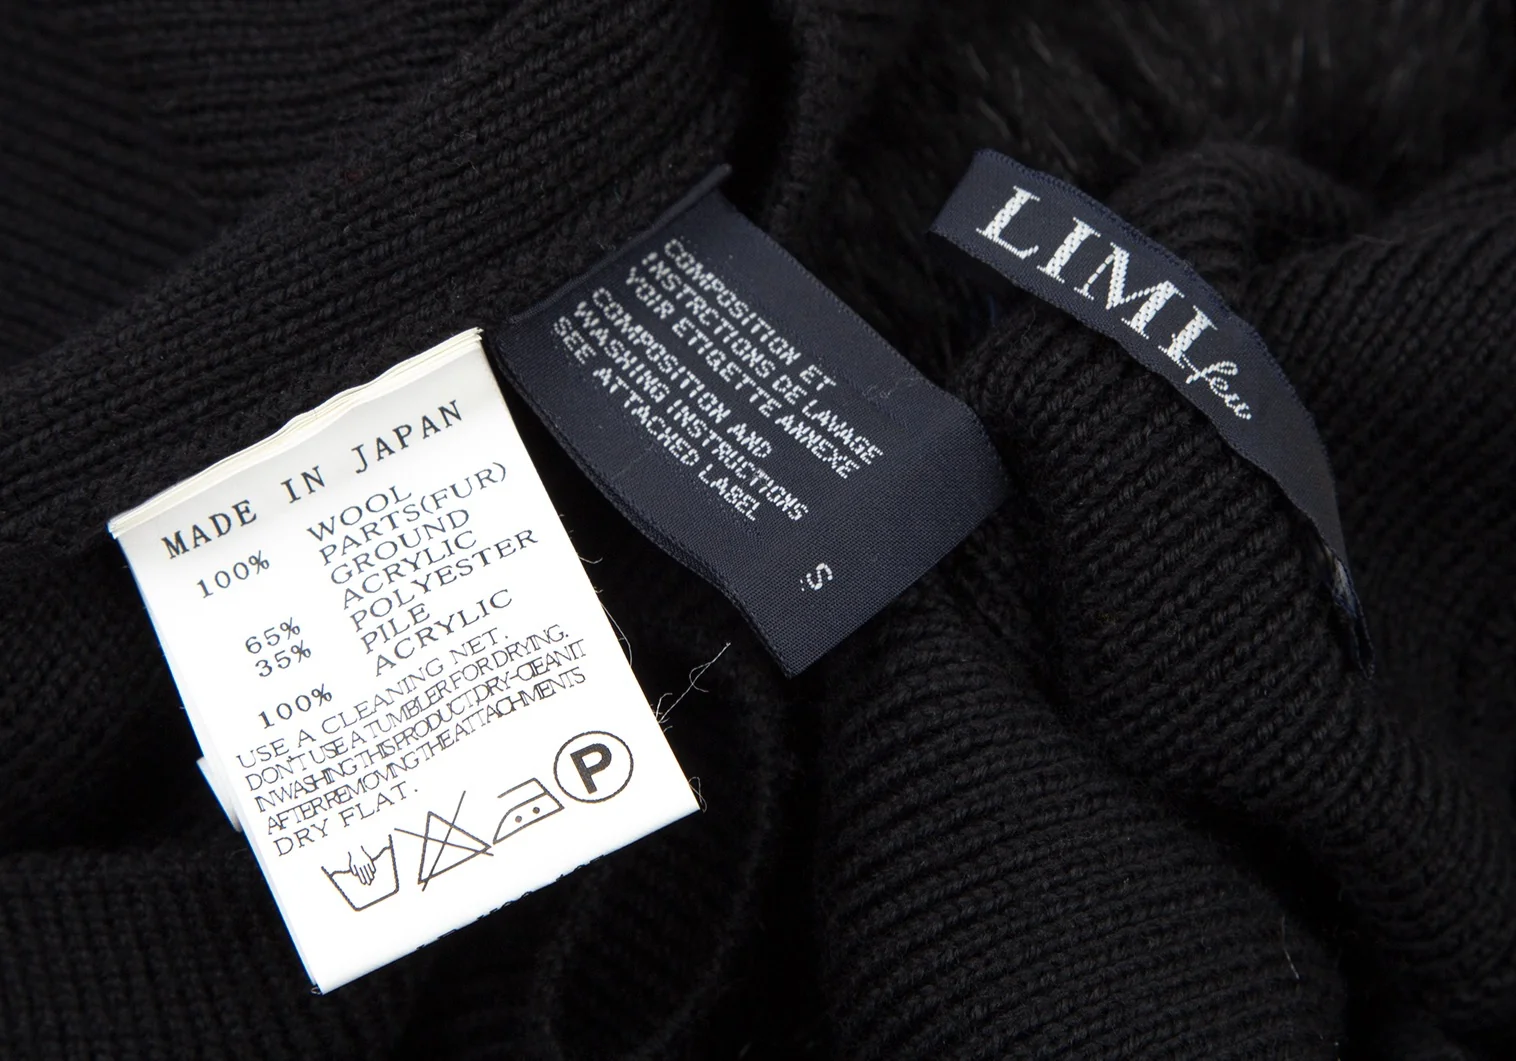 MADE IN JAPAN
100% WOOL
PARTS(FUR)
GROUND
65% ACRYLIC
35% POLYESTER
PILE
100% ACRYLIC
USE A CLEANING NET.
DON'T USE A TUMBLER FOR DRYING.
IN WASHING THIS PRODUCT,DRY-CLEAN IT
AFTER REMOVING THE ATTACHMENTS
DRY FLAT.
P
COMPOSITION ET
INSTRCTIONS DE LAVAGE
VOIR ETIQETTE ANNEXE
COMPOSITION AND
WASHING INSTRUCTIONS
SEE ATTACHED LABEL
S
LIMI feu